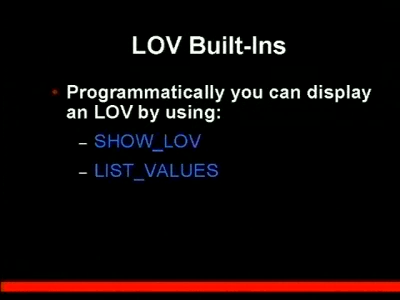 LOV Built-Ins
• Programmatically you can display
an LOV by using:
– SHOW_LOV
– LIST_VALUES